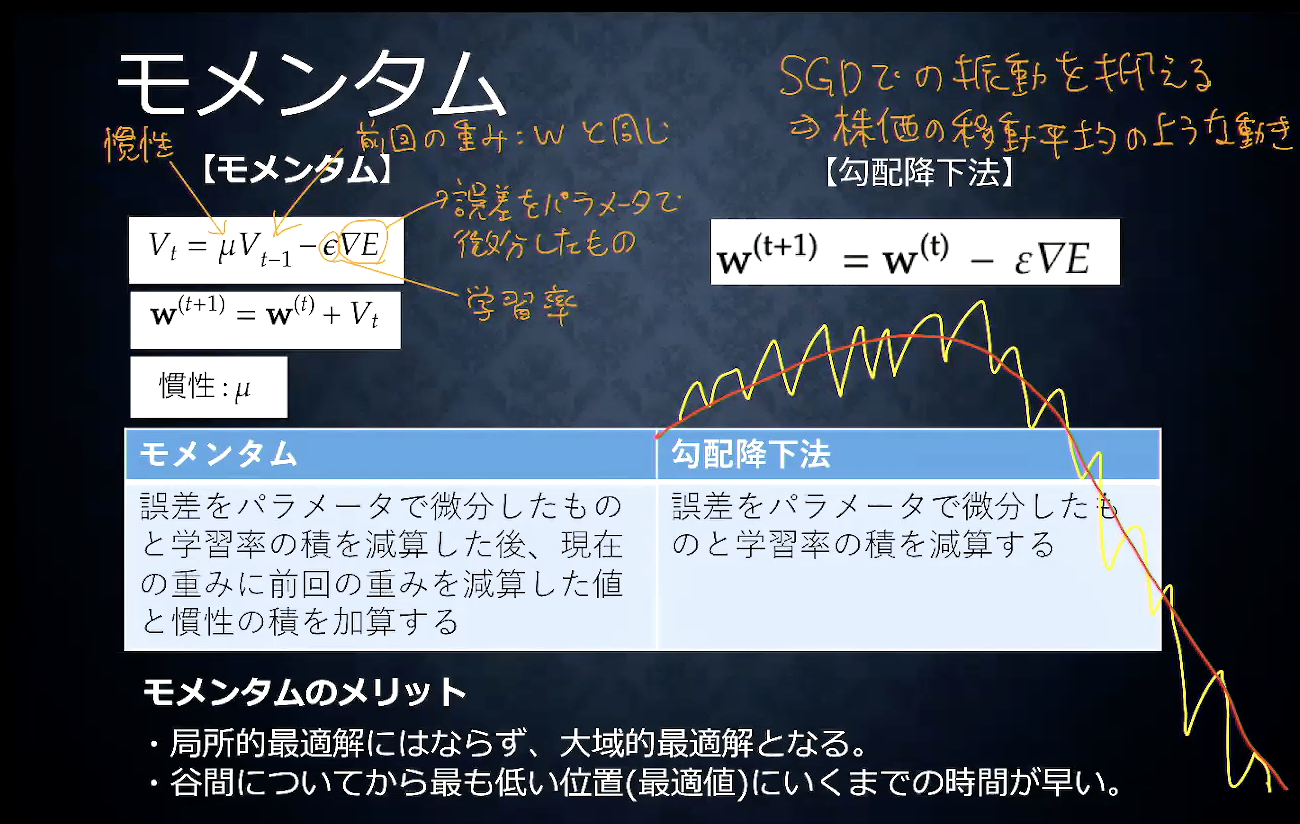 モメンタム
SGDでの振動を抑える
⇒ 株価の移動平均のような動き
慣性
前回の重み:Wと同じ
【モメンタム】
【勾配降下法】
→誤差をパラメータで
微分したもの
学習率
V_t = μV_{t−1} − ϵ∇E
w^{(t+1)} = w^{(t)} − ε∇E
w^{(t+1)} = w^{(t)} + V_t
慣性 : μ
モメンタム
勾配降下法
誤差をパラメータで微分したもの
と学習率の積を減算した後、現在
の重みに前回の重みを減算した値
と慣性の積を加算する
誤差をパラメータで微分したも
のと学習率の積を減算する
モメンタムのメリット
・局所的最適解にはならず、大域的最適解となる。
・谷間についてから最も低い位置(最適値)にいくまでの時間が早い。